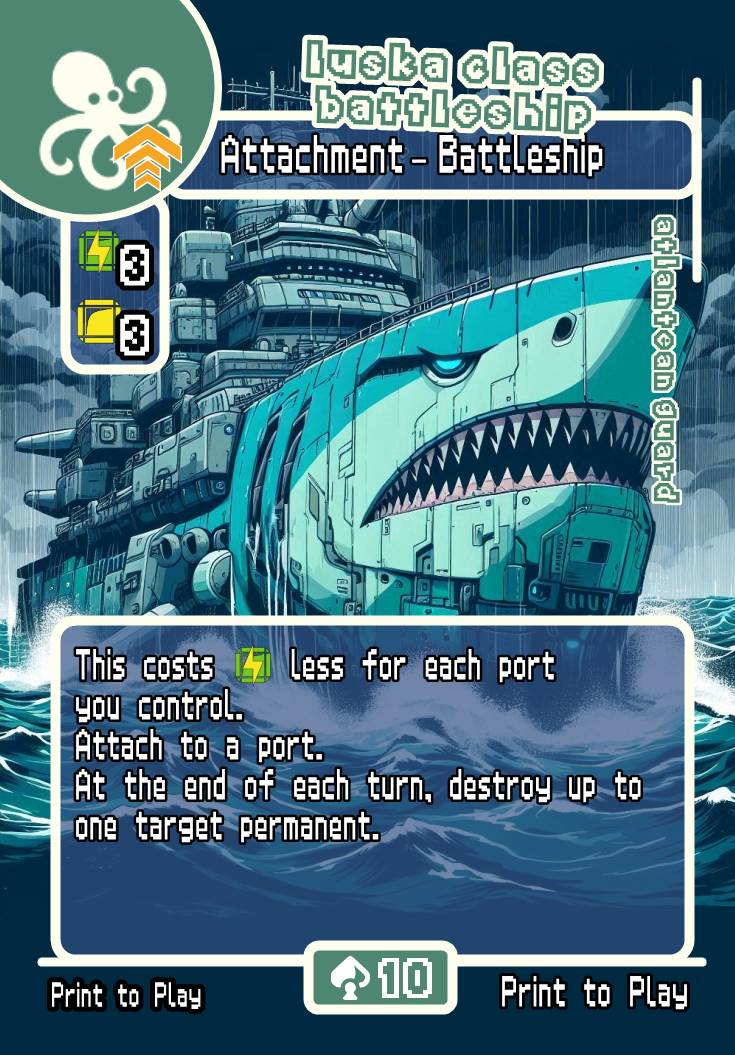 luska class
battleship
Attachment – Battleship
3
3
atlantean guard
This costs less for each port
you control.
Attach to a port.
At the end of each turn, destroy up to
one target permanent.
10
Print to Play
Print to Play